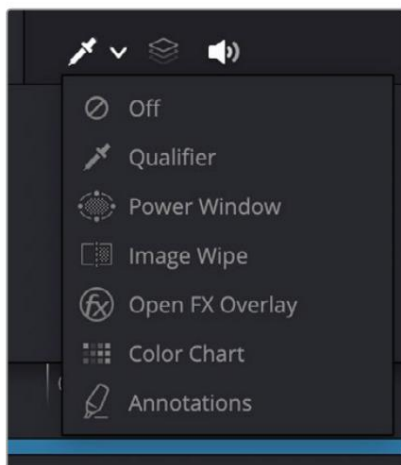 Off
Qualifier
Power Window
Image Wipe
Open FX Overlay
Color Chart
Annotations